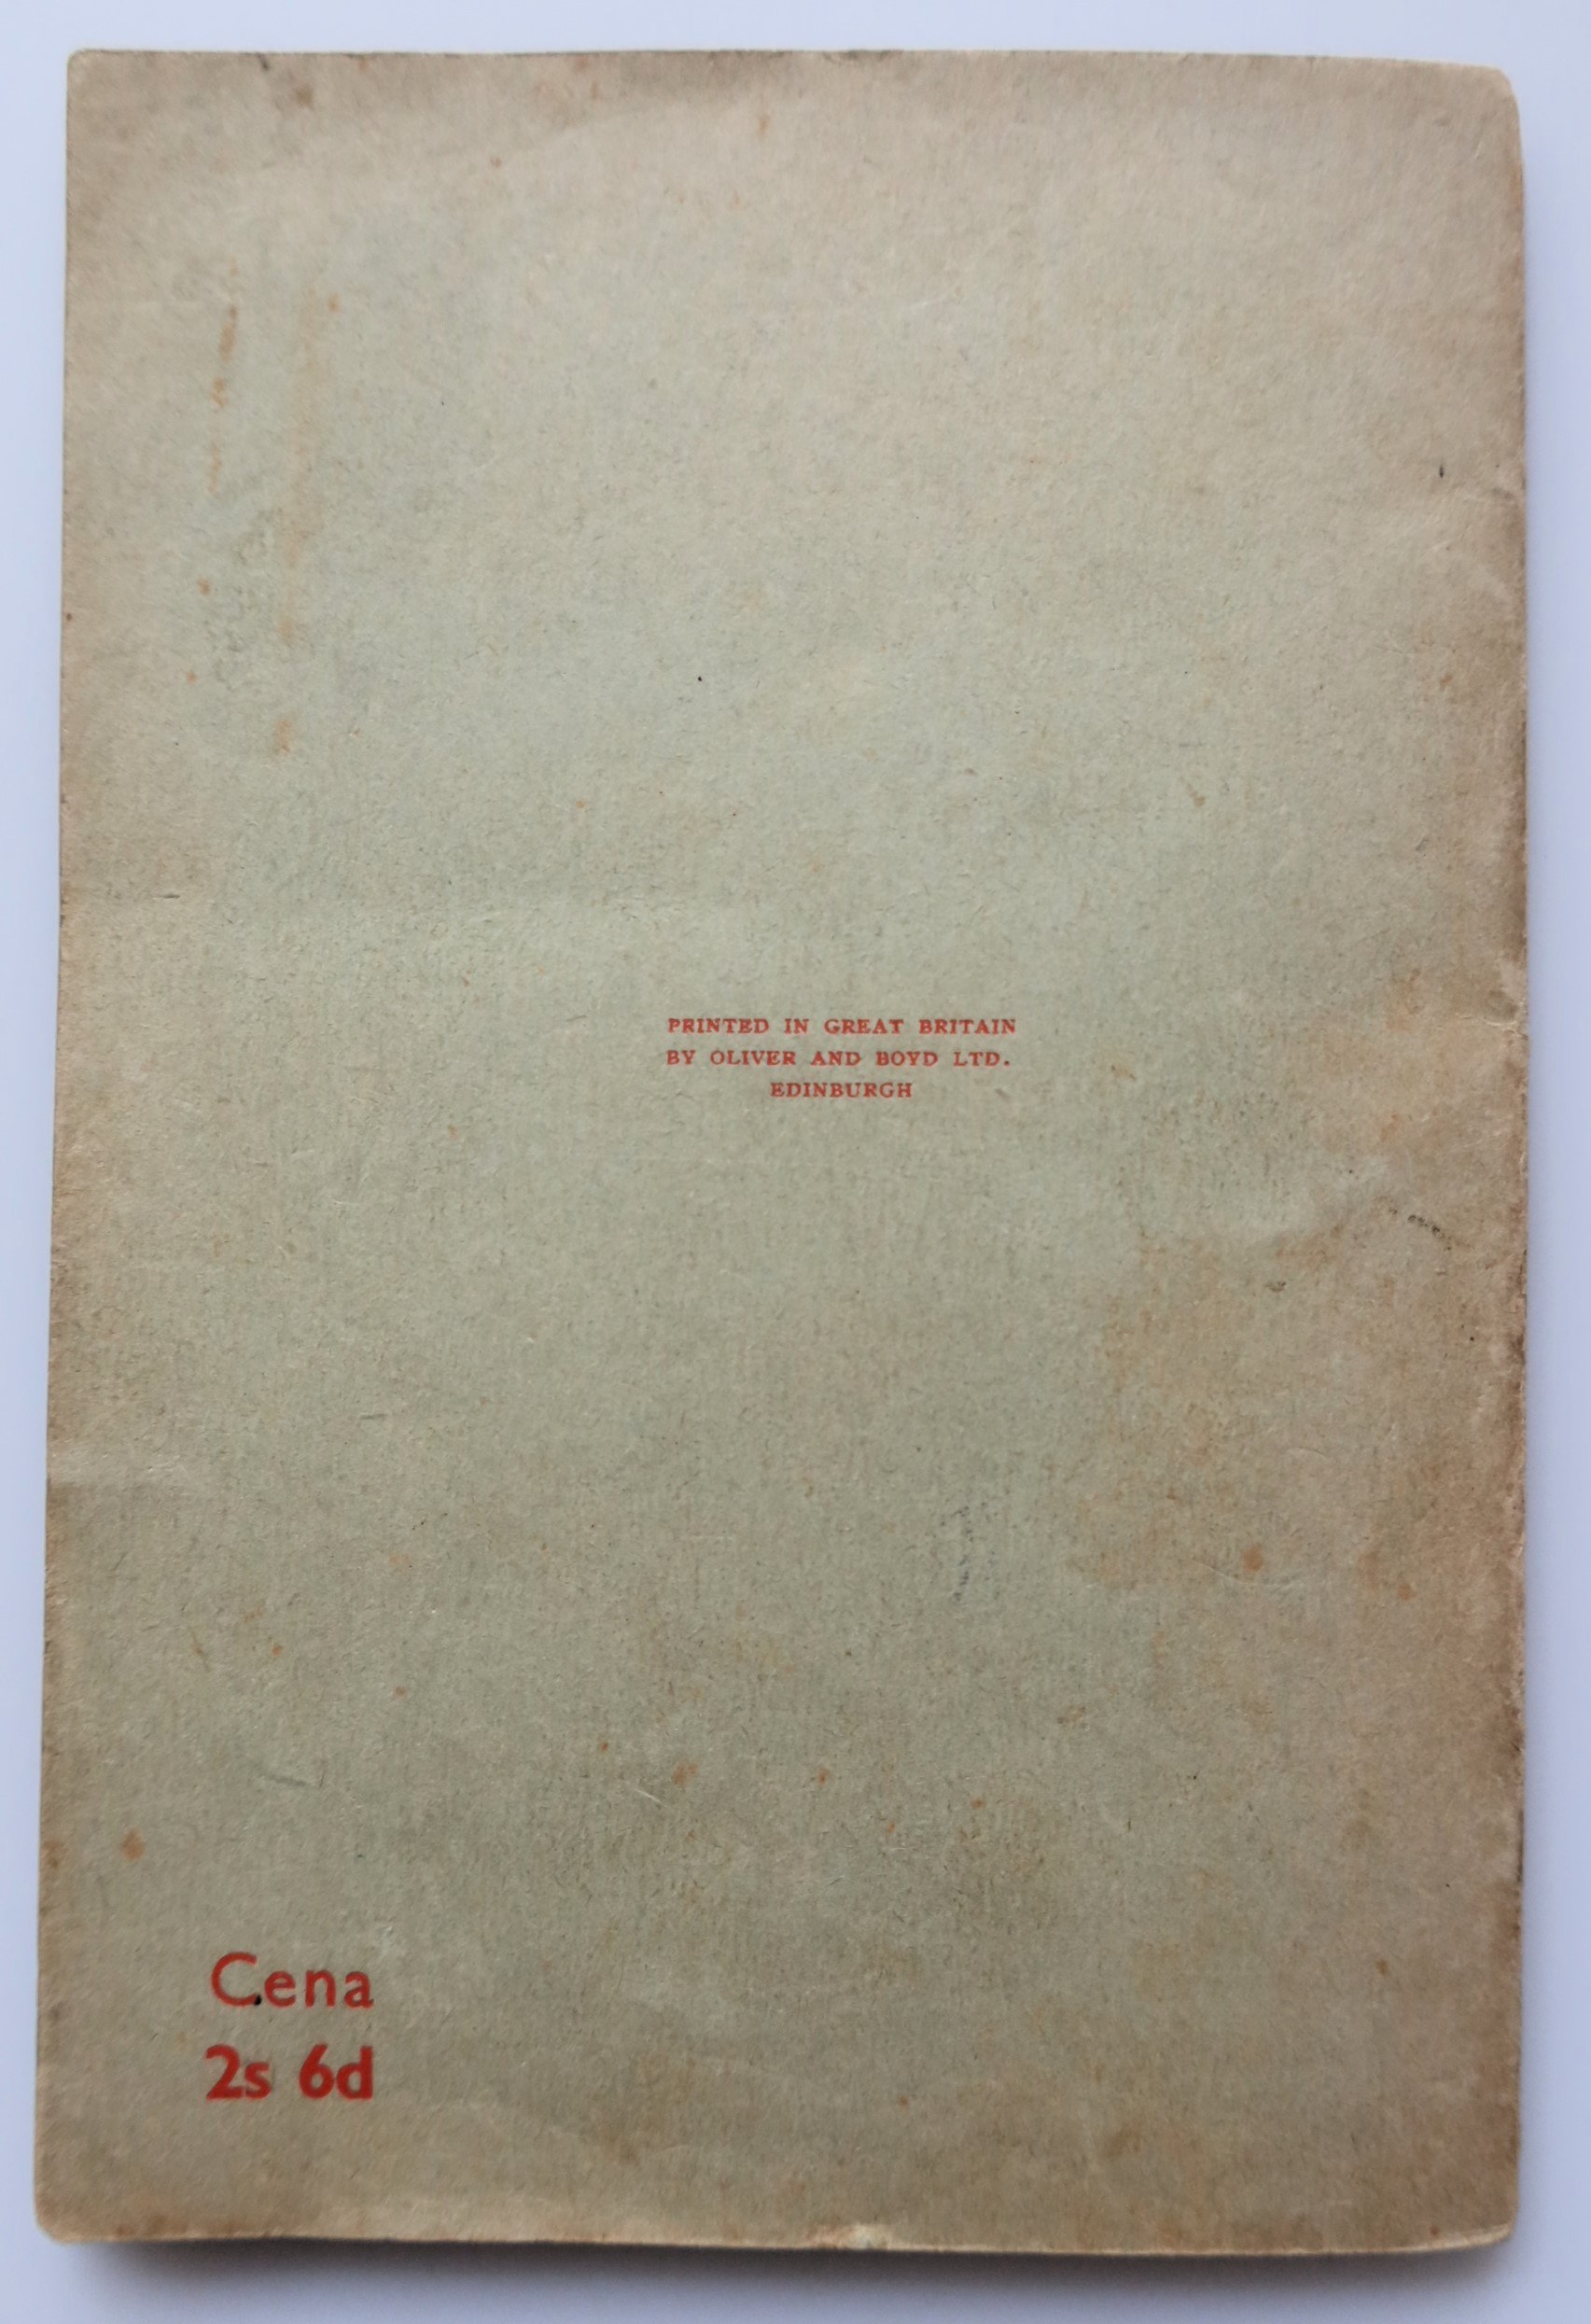 PRINTED IN GREAT BRITAIN
BY OLIVER AND BOYD LTD.
EDINBURGH
Cena
2s 6d